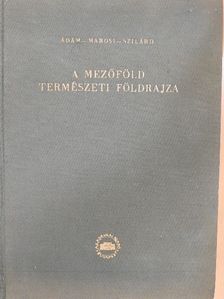 ÁDÁM—MAROSI—SZILÁRD
A MEZŐFÖLD
TERMÉSZETI FÖLDRAJZA